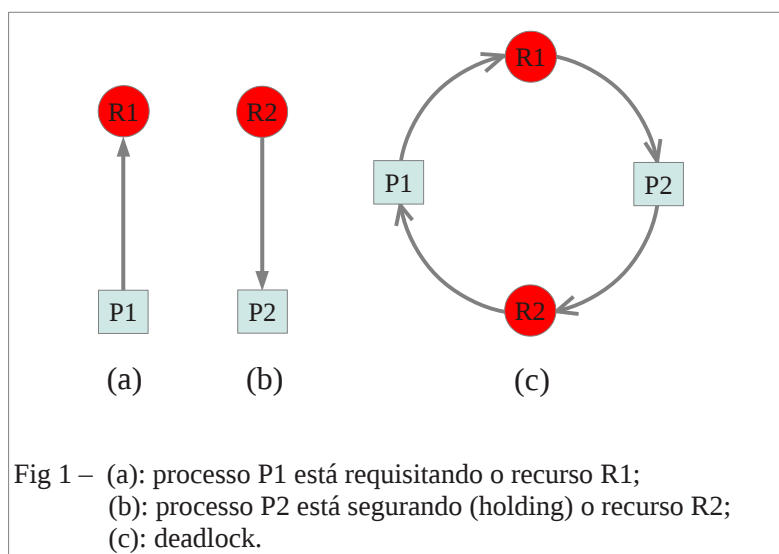 R1
R2
P1
P2
(a)
(b)
R1
P1
P2
R2
(c)
Fig 1 – (a): processo P1 está requisitando o recurso R1;
(b): processo P2 está segurando (holding) o recurso R2;
(c): deadlock.